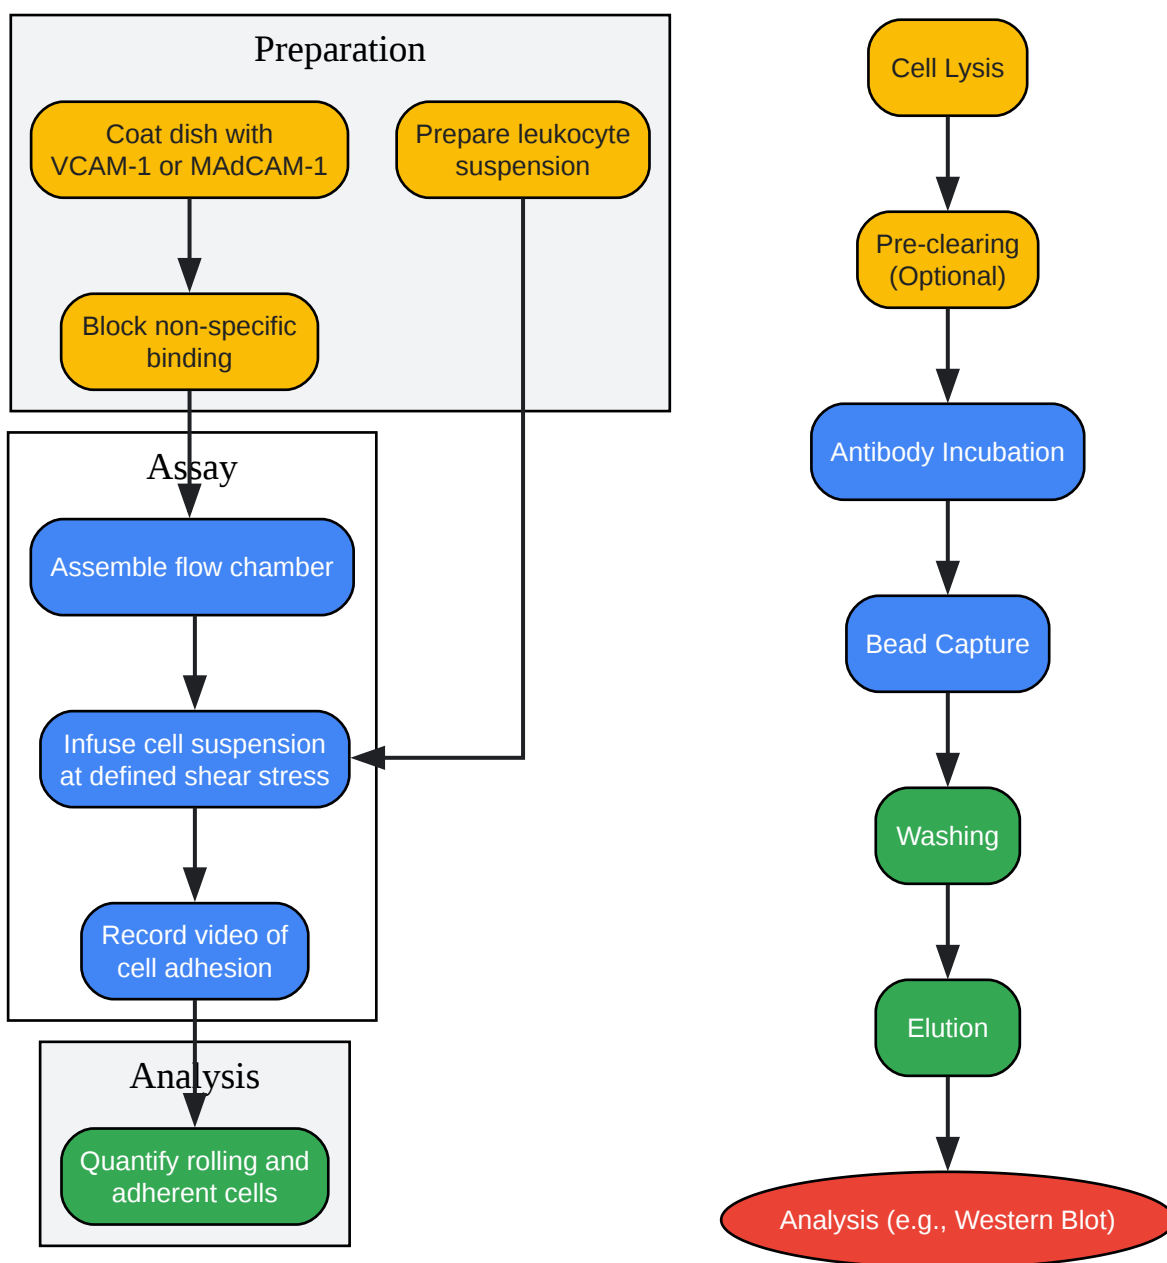 Preparation
Coat dish with
VCAM-1 or MAdCAM-1
Prepare leukocyte
suspension
Block non-specific
binding
Assay
Assemble flow chamber
Infuse cell suspension
at defined shear stress
Record video of
cell adhesion
Analysis
Quantify rolling and
adherent cells
Cell Lysis
Pre-clearing
(Optional)
Antibody Incubation
Bead Capture
Washing
Elution
Analysis (e.g., Western Blot)